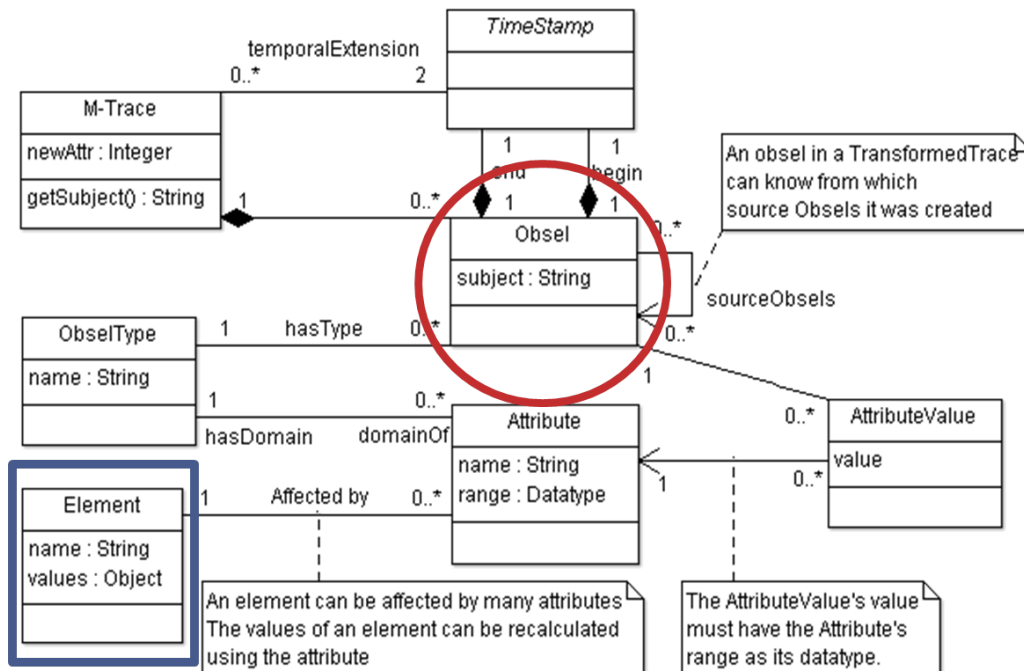 TimeStamp
temporalExtension
0..*
2
M-Trace
newAttr : Integer
getSubject() : String
1
1
end
begin
An obsel in a TransformedTrace
can know from which
source Obsels it was created
1
0..*
1
1
0..*
Obsel
subject : String
sourceObsels
0..*
ObselType
name : String
1
hasType
0..*
1
1
0..*
hasDomain
domainOf
Attribute
name : String
range : Datatype
0..*
AttributeValue
value
1
0..*
Element
name : String
values : Object
1
Affected by
0..*
An element can be affected by many attributes
The values of an element can be recalculated
using the attribute
The AttributeValue's value
must have the Attribute's
range as its datatype.